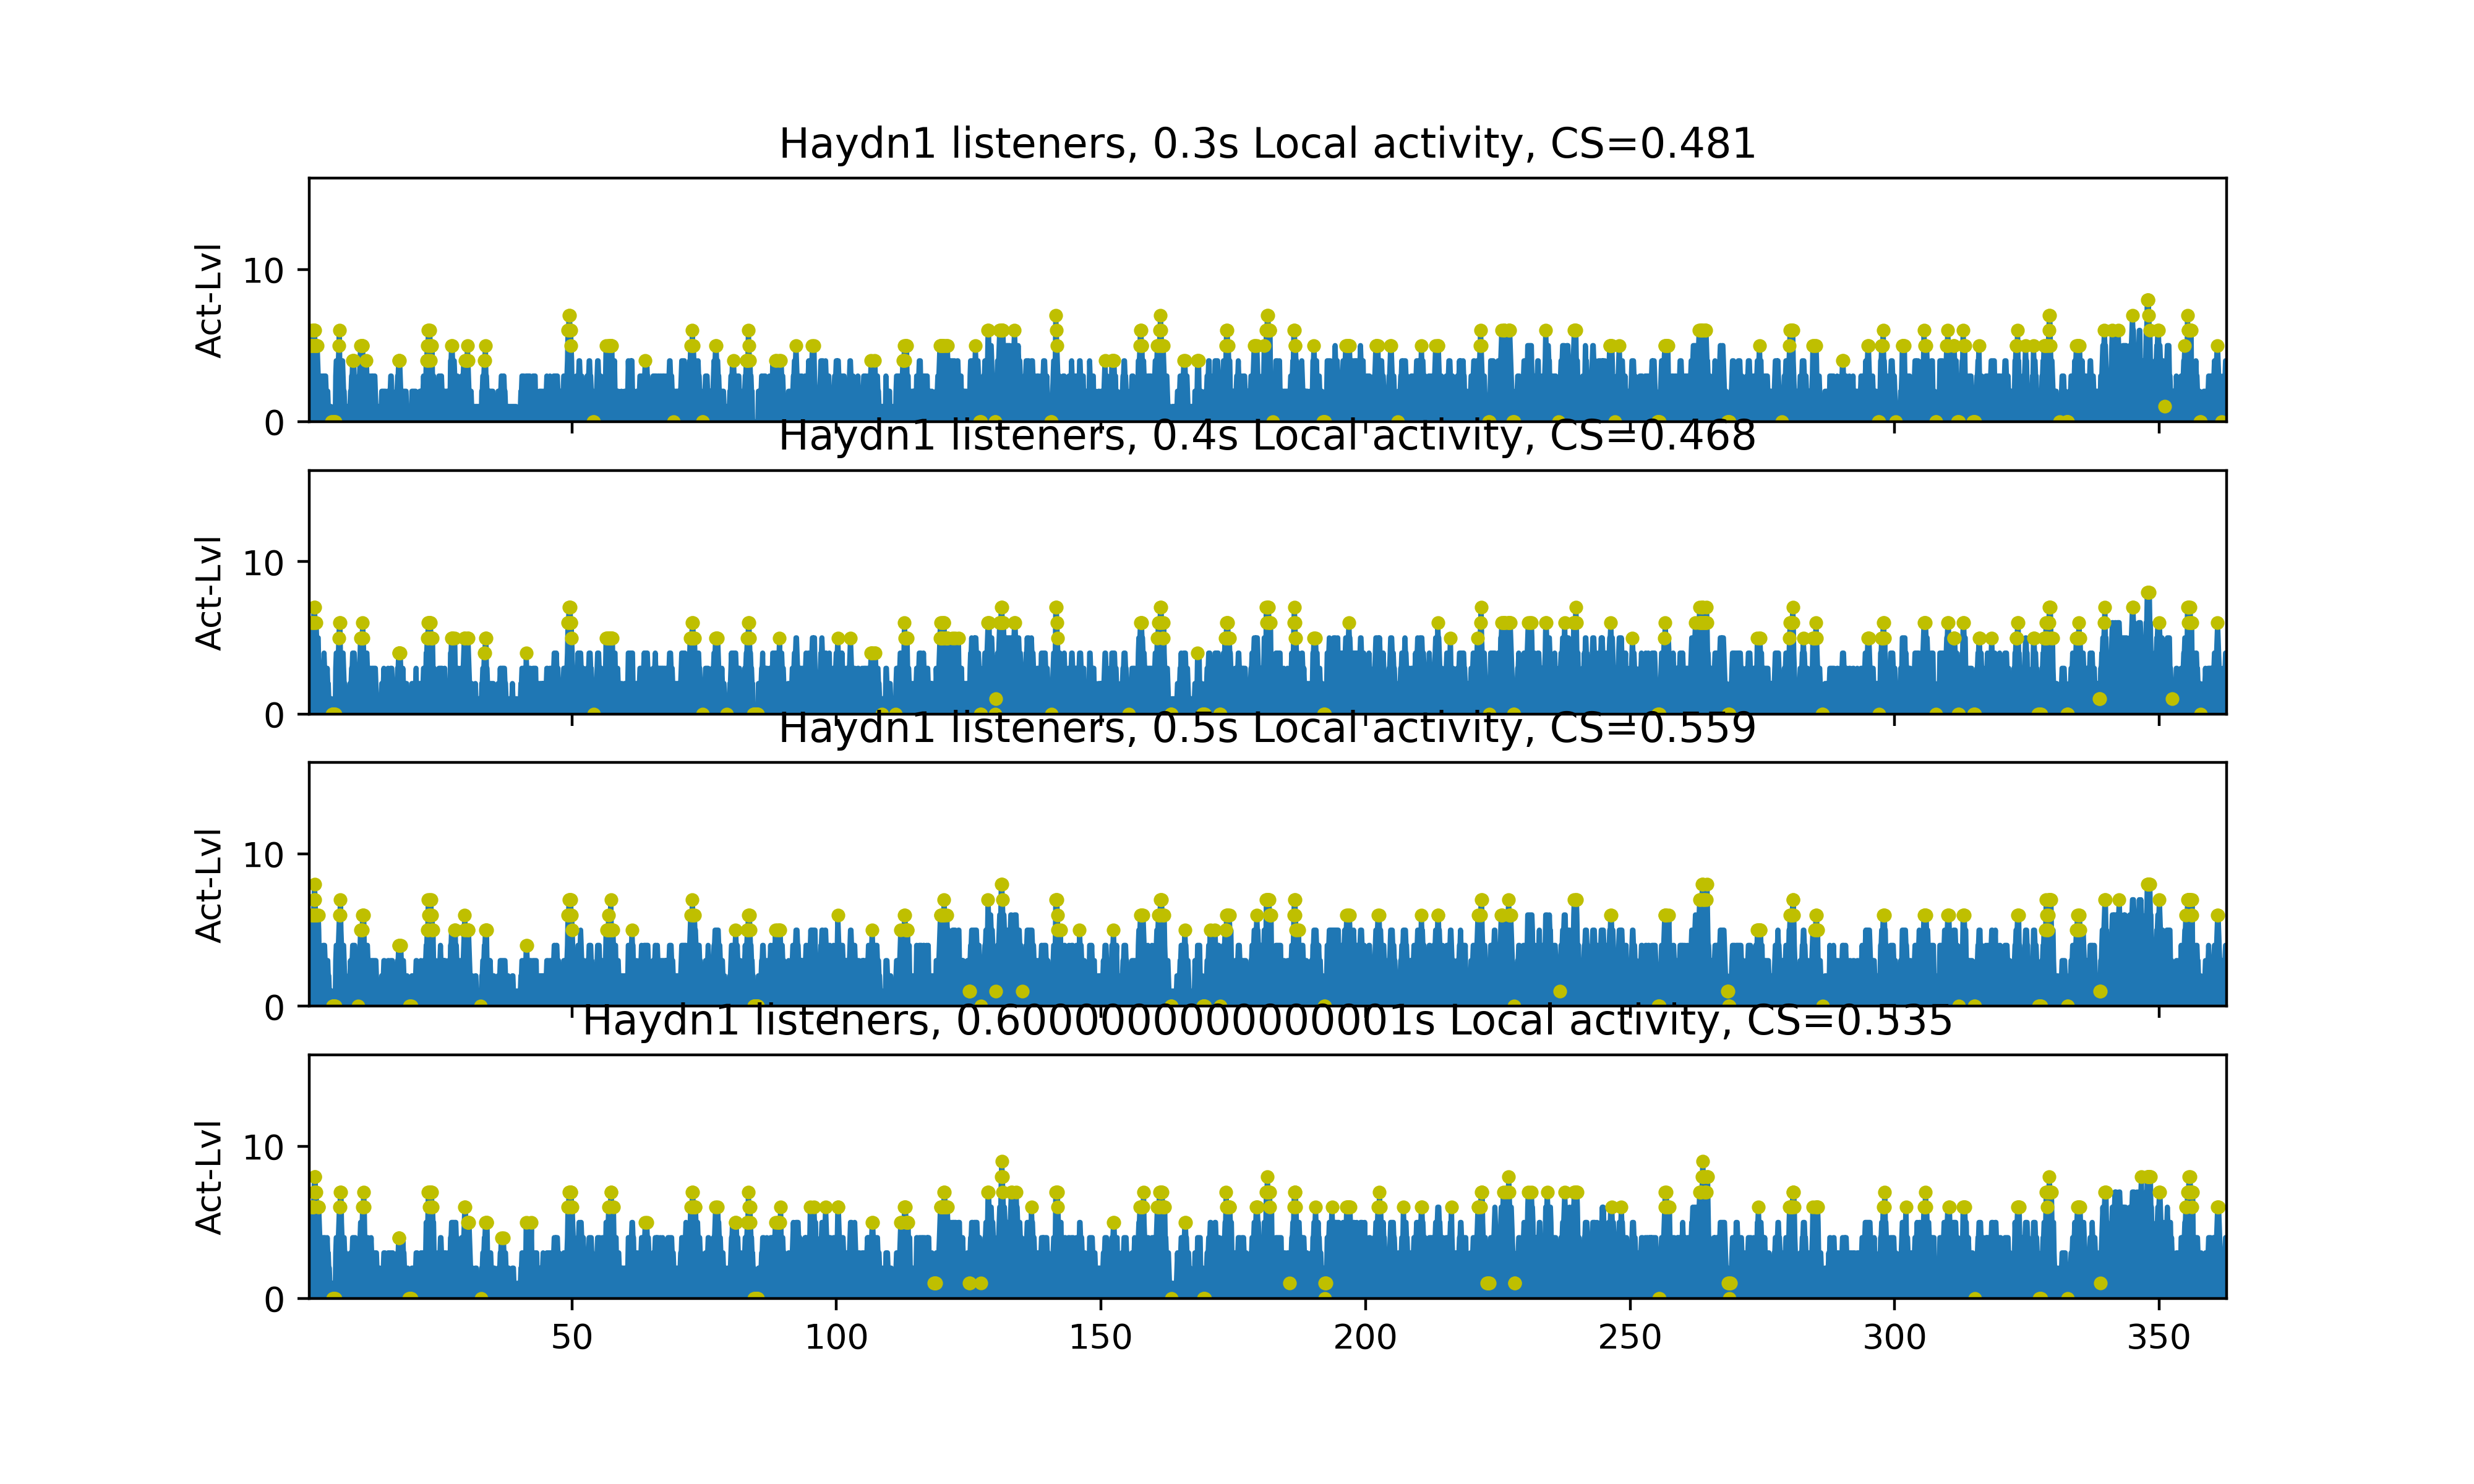 Haydn1 listeners, 0.3s Local activity, CS=0.481
Act-Lvl
10
0
Haydn1 listeners, 0.4s Local activity, CS=0.468
Act-Lvl
10
0
Haydn1 listeners, 0.5s Local activity, CS=0.559
Act-Lvl
10
0
Haydn1 listeners, 0.6000000000000001s Local activity, CS=0.535
Act-Lvl
10
0
50 100 150 200 250 300 350